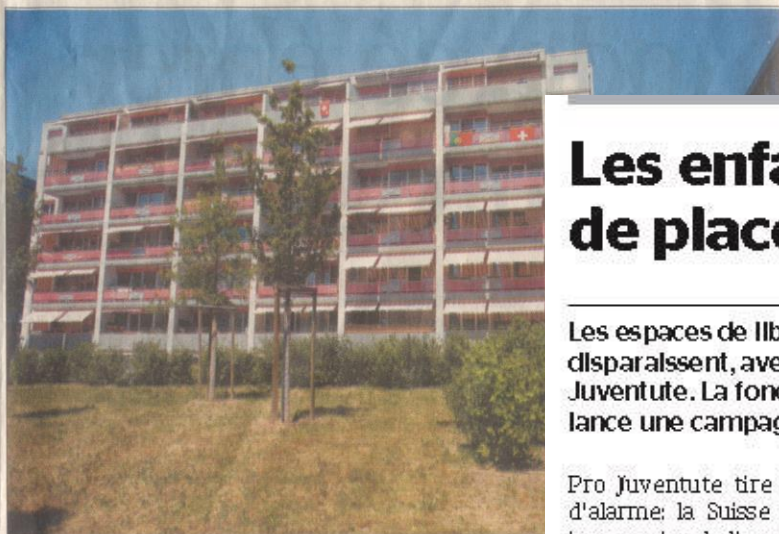 Les enfa
de place
Les espaces de lib
disparaissent, ave
Juventute. La fond
lance une campag
Pro Juventute tire
d'alarme: la Suisse